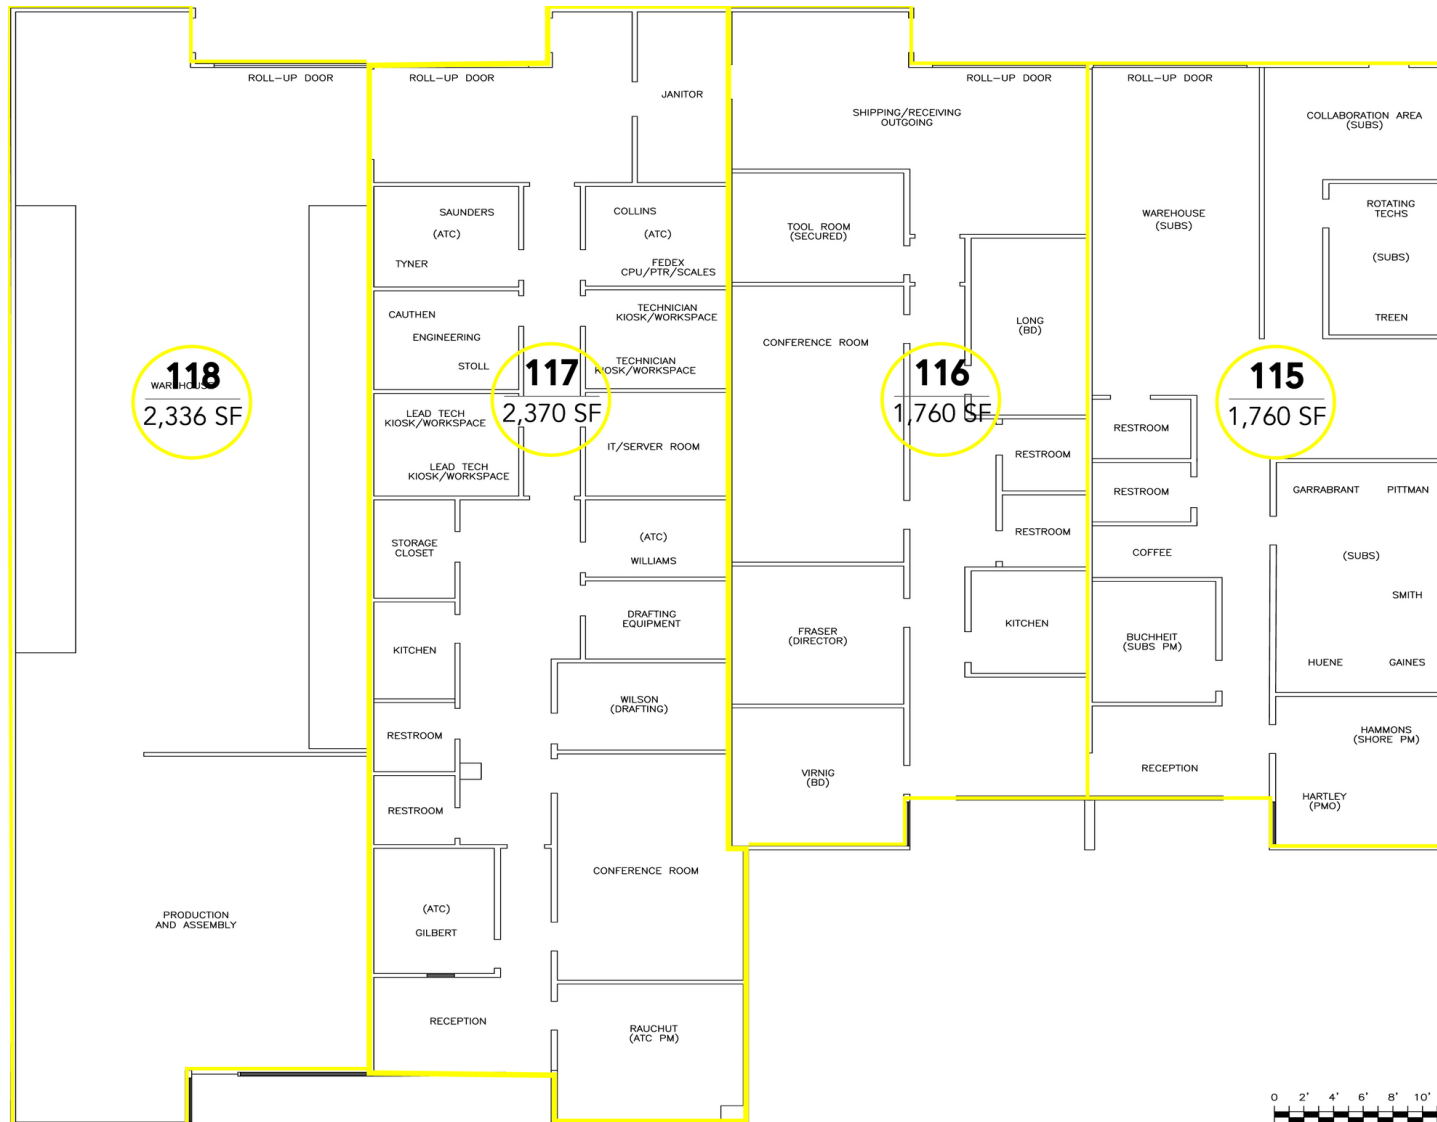 ROLL-UP DOOR
118
WAREHOUSE
2,336 SF
PRODUCTION
AND ASSEMBLY
ROLL-UP DOOR
JANITOR
SAUNDERS
(ATC)
TYNER
COLLINS
(ATC)
FEDEX
CPU/PTR/SCALES
CAUTHEN
ENGINEERING
STOLL
TECHNICIAN
KIOSK/WORKSPACE
TECHNICIAN
KIOSK/WORKSPACE
117
2,370 SF
LEAD TECH
KIOSK/WORKSPACE
LEAD TECH
KIOSK/WORKSPACE
IT/SERVER ROOM
STORAGE
CLOSET
(ATC)
WILLIAMS
KITCHEN
DRAFTING
EQUIPMENT
WILSON
(DRAFTING)
RESTROOM
RESTROOM
CONFERENCE ROOM
(ATC)
GILBERT
RECEPTION
RAUCHUT
(ATC PM)
ROLL-UP DOOR
SHIPPING/RECEIVING
OUTGOING
TOOL ROOM
(SECURED)
LONG
(BD)
CONFERENCE ROOM
116
1,760 SF
RESTROOM
RESTROOM
FRASER
(DIRECTOR)
KITCHEN
VIRNIG
(BD)
ROLL-UP DOOR
COLLABORATION AREA
(SUBS)
WAREHOUSE
(SUBS)
ROTATING
TECHS
(SUBS)
TREEN
115
1,760 SF
RESTROOM
RESTROOM
COFFEE
GARRABRANT
PITTMAN
(SUBS)
SMITH
HUENE
GAINES
BUCHHEIT
(SUBS PM)
RECEPTION
HAMMONS
(SHORE PM)
HARTLEY
(PMO)
0 2' 4' 6' 8' 10'